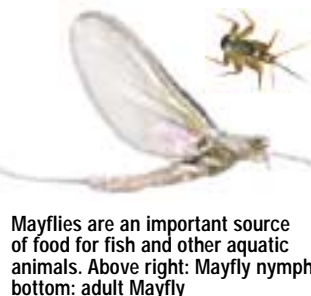 Mayflies are an important source
of food for fish and other aquatic
animals. Above right: Mayfly nymph
bottom: adult Mayfly